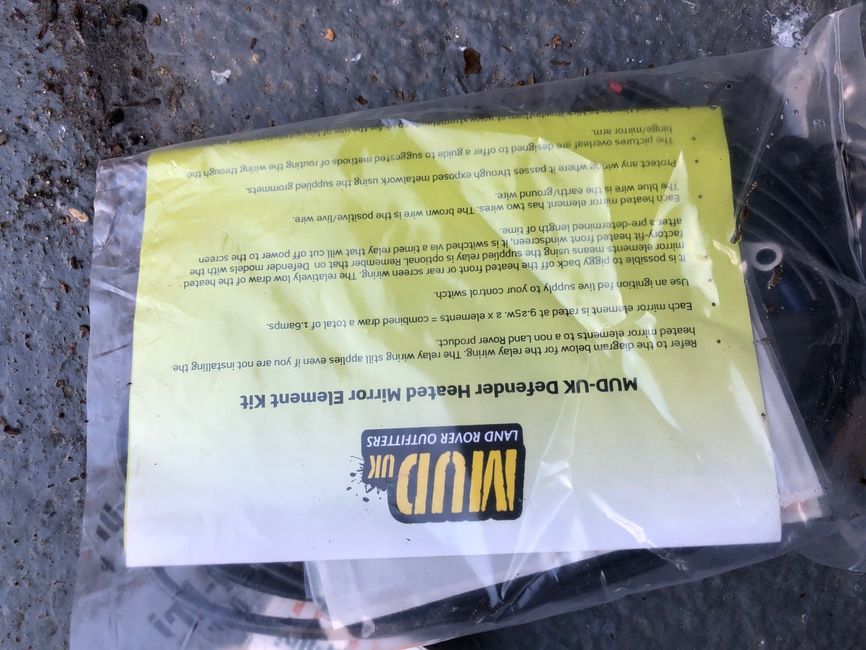 MUD UK
LAND ROVER OUTFITTERS
MUD-UK Defender Heated Mirror Element Kit
• Refer to the diagram below for the relay wiring. The relay wiring still applies even if you are not installing the
heated mirror elements to a non Land Rover product.
• Each mirror element is rated at 9.25w. 2 x elements = combined draw a total of 1.6amps.
• Use an ignition fed live supply to your control switch.
It is possible to piggy back off the heated front or rear screen wiring. The relatively low draw of the heated
mirror elements means using the supplied relay is optional. Remember that on Defender models with the
factory-fit heated front windscreen, it is switched via a timed relay that will cut off power to the screen
after a pre-determined length of time.
Each heated mirror element has two wires. The brown wire is the positive/live wire.
The blue wire is the earth/ground wire.
• Protect any wiring where it passes through exposed metalwork using the supplied grommets.
• The pictures overleaf are designed to offer a guide to suggested methods of routing the wiring through the
hinge/mirror arm.